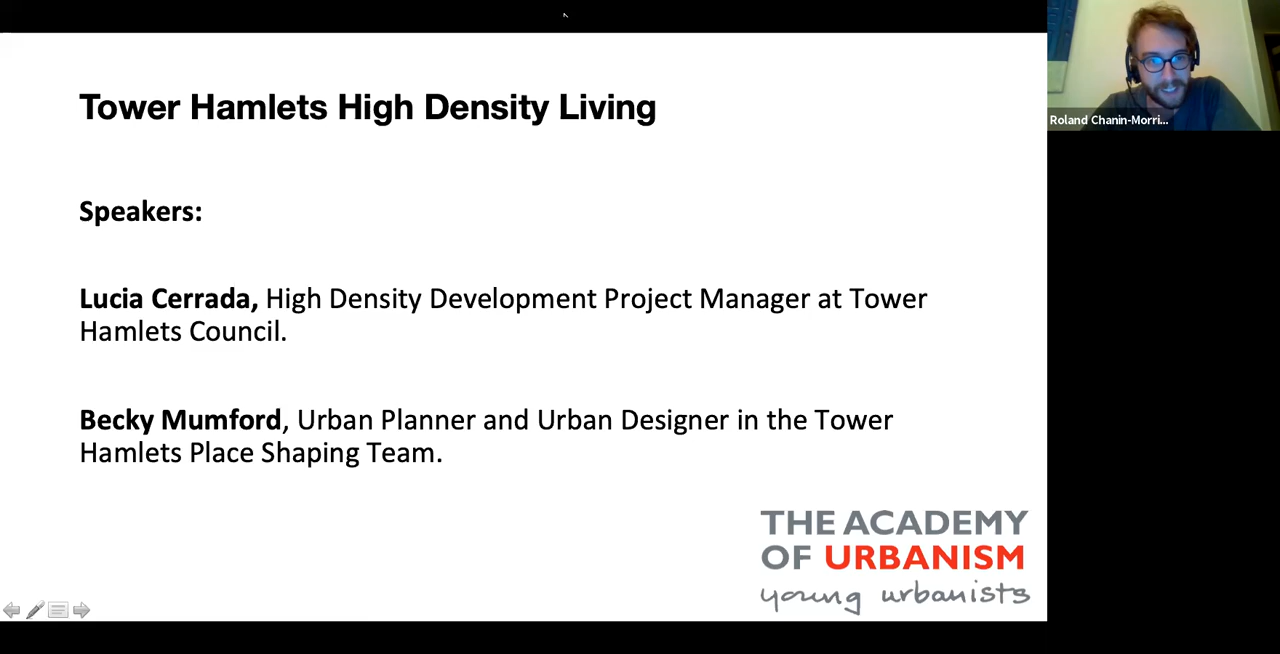 Tower Hamlets High Density Living
Roland Chanin-Morri...
Speakers:
Lucia Cerrada, High Density Development Project Manager at Tower
Hamlets Council.
Becky Mumford, Urban Planner and Urban Designer in the Tower
Hamlets Place Shaping Team.
THE ACADEMY
OF URBANISM
young urbanists